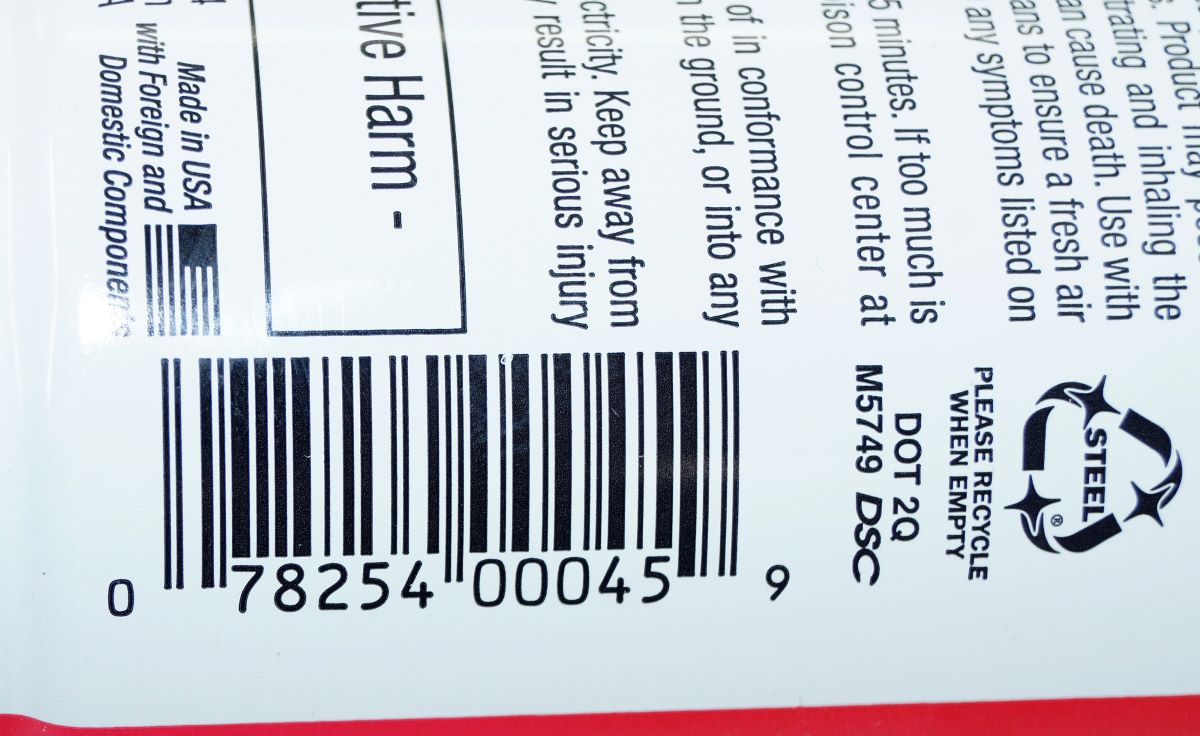 Made in USA
with Foreign and
Domestic Components
tive Harm -
of in conformance with
the ground, or into any
ctricity. Keep away from
result in serious injury
5 minutes. If too much is
ison control center at
s. Product may
trating and inhaling the
an cause death. Use with
ans to ensure a fresh air
any symptoms listed on
STEEL ®
PLEASE RECYCLE
WHEN EMPTY
DOT 2Q
M5749 DSC
0 78254 00045 9